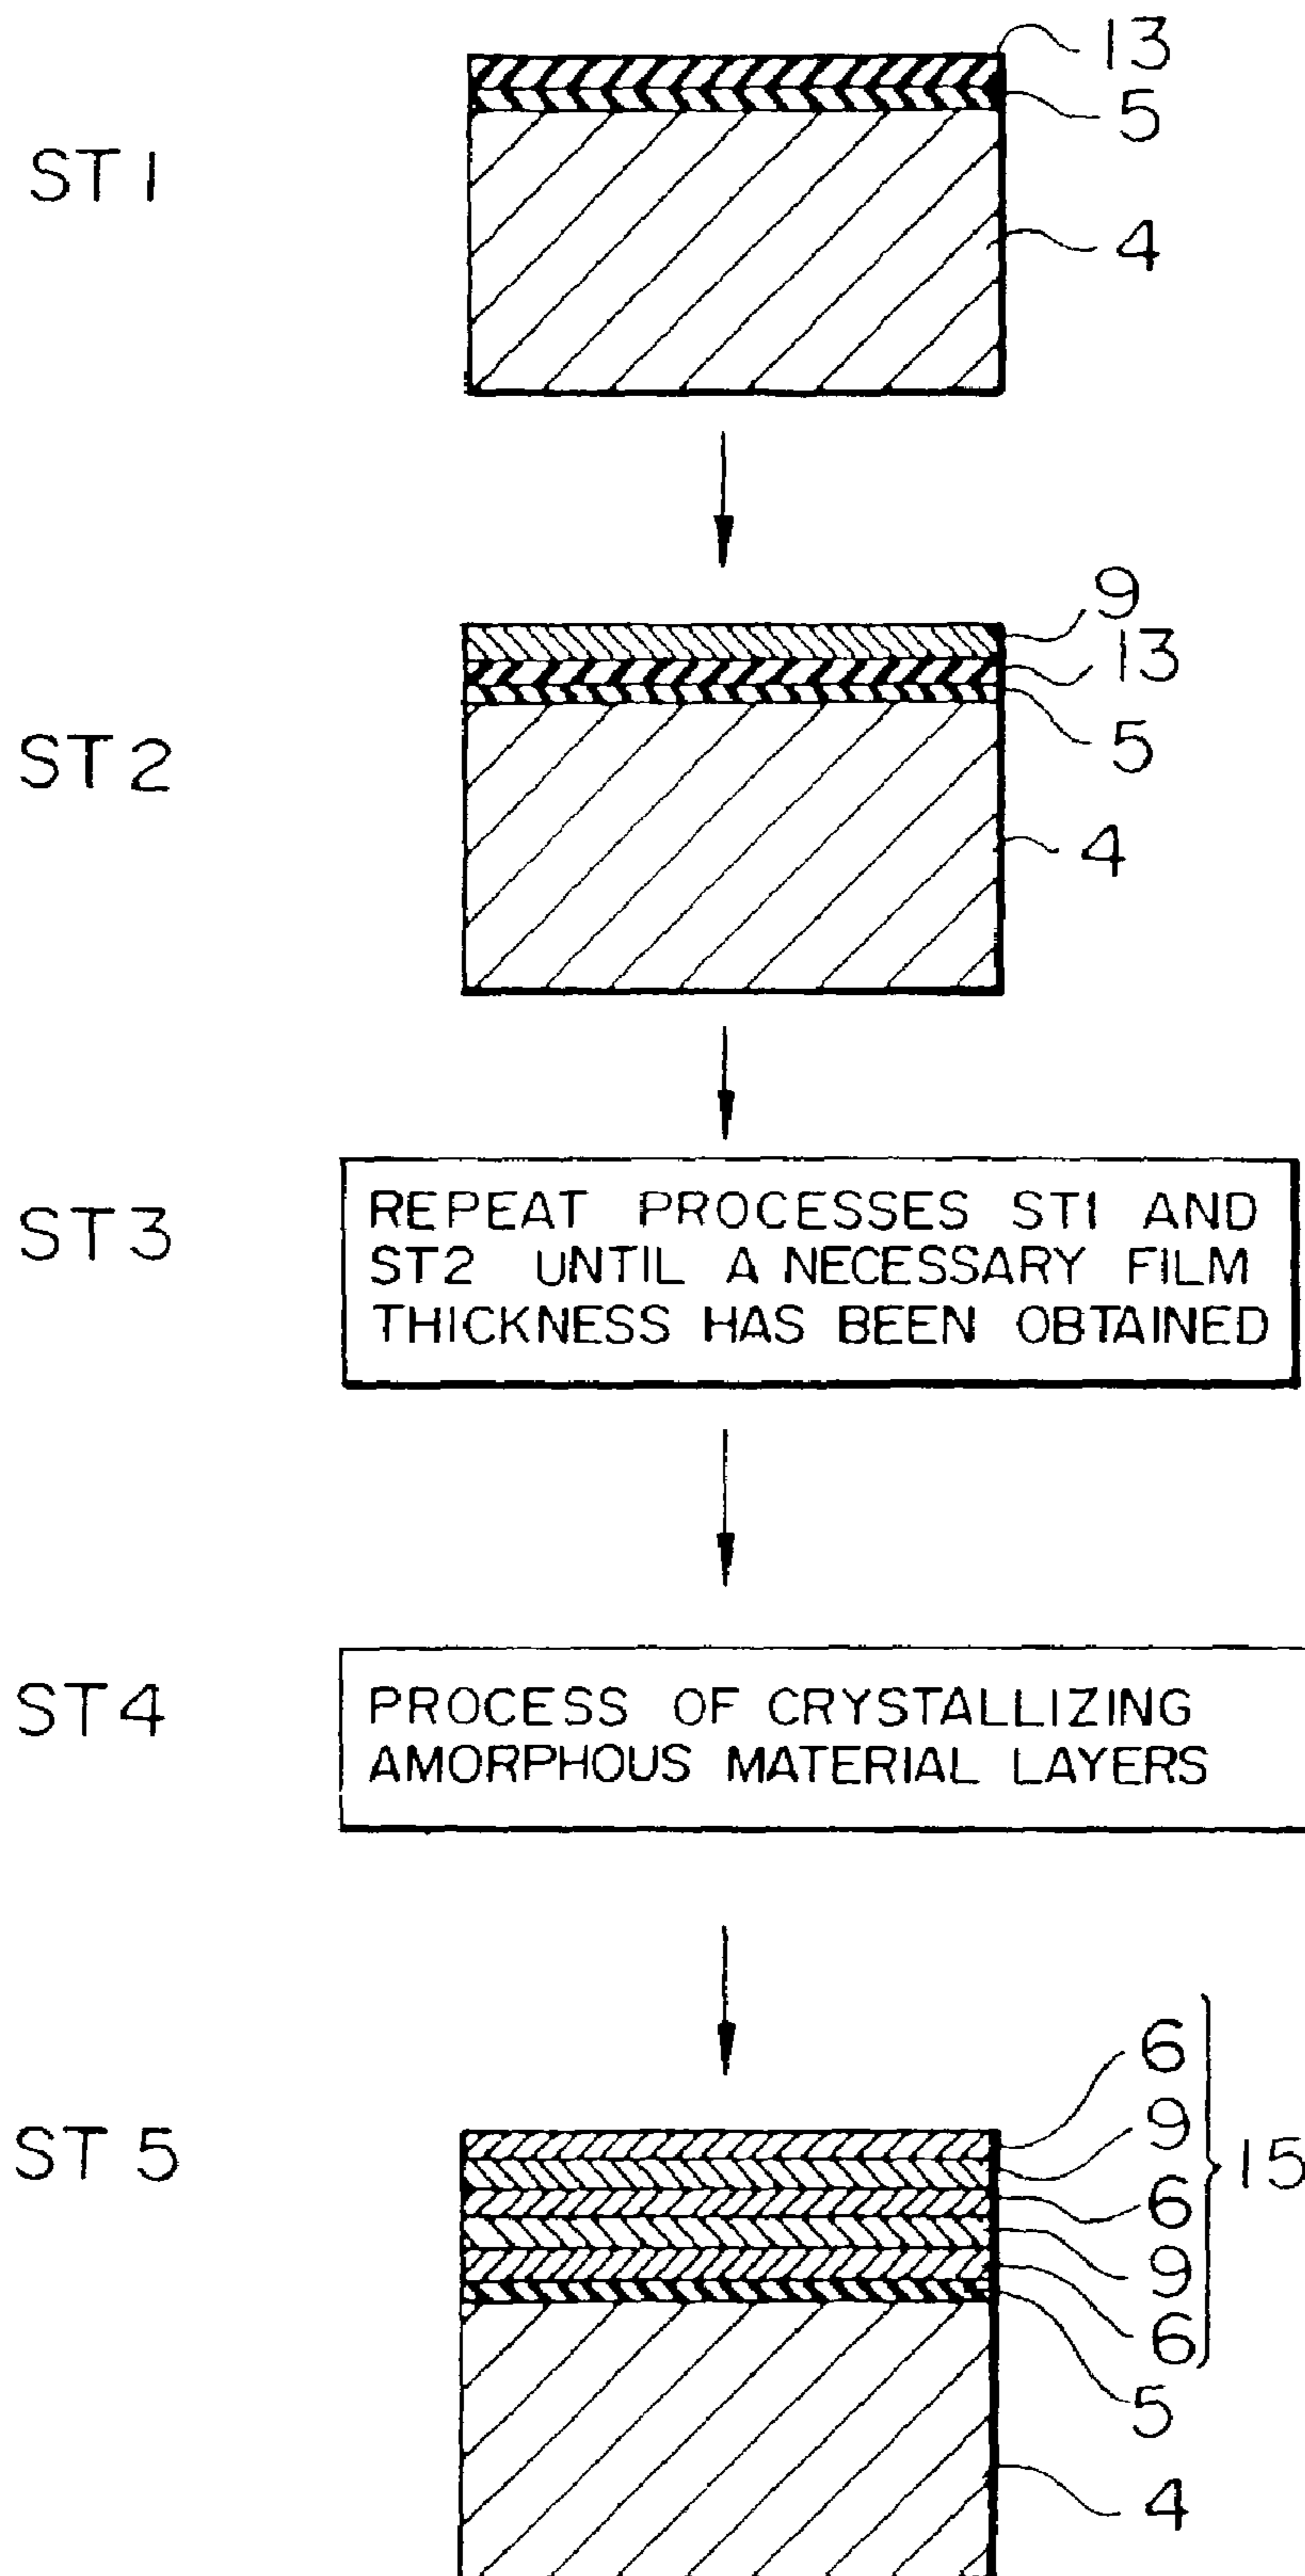 13
5
ST1
4
9
13
5
ST2
4
ST3
REPEAT PROCESSES ST1 AND
ST2 UNTIL A NECESSARY FILM
THICKNESS HAS BEEN OBTAINED
ST4
PROCESS OF CRYSTALLIZING
AMORPHOUS MATERIAL LAYERS
6
9
ST5
15
6
9
6
5
4